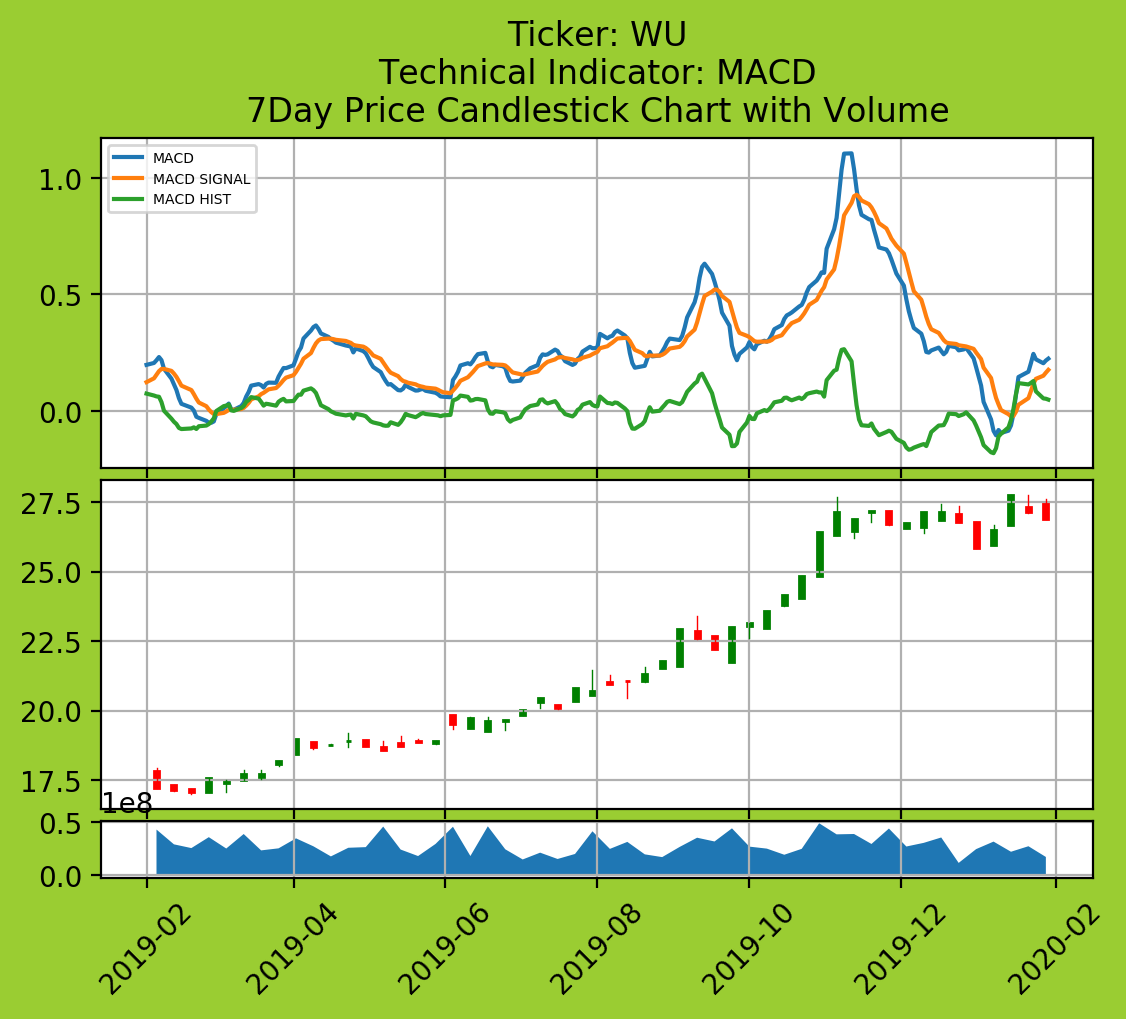 Ticker: WU
Technical Indicator: MACD
7Day Price Candlestick Chart with Volume
MACD
MACD SIGNAL
MACD HIST
1.0
0.5
0.0
27.5
25.0
22.5
20.0
17.5
1e8
0.5
0.0
2019-02
2019-04
2019-06
2019-08
2019-10
2019-12
2020-02